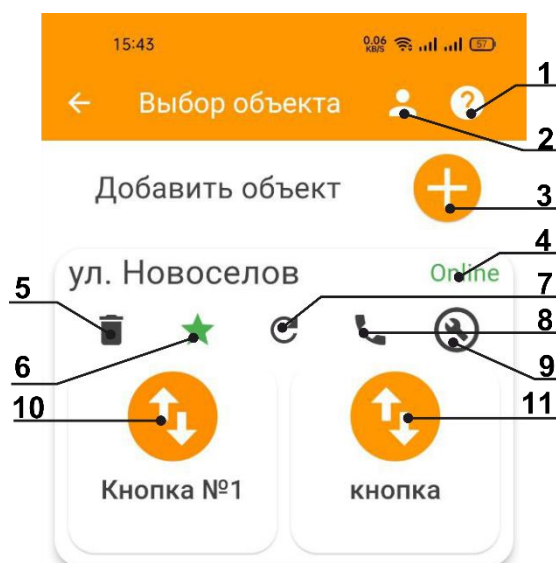 15:43 0.06 KB/S 57
1
Выбор объекта ?
2
Добавить объект
3
4
ул. Новоселов Online
5 7
8
6 9
10 11
Кнопка №1 кнопка